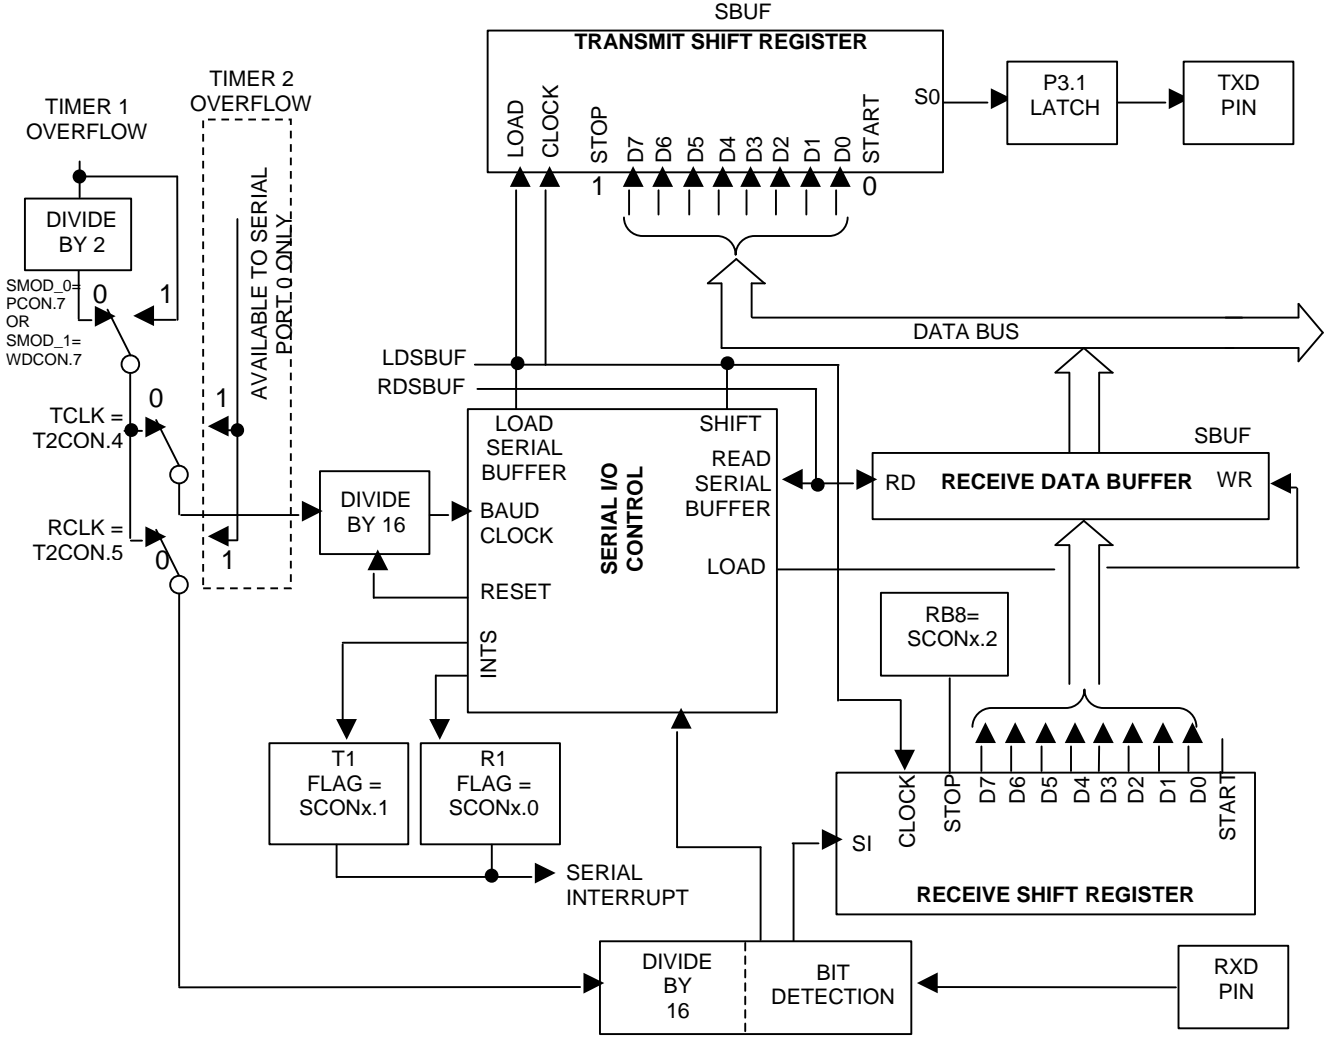 SBUF
TRANSMIT SHIFT REGISTER
LOAD
CLOCK
STOP
D7
D6
D5
D4
D3
D2
D1
D0
START
S0
1
0
P3.1
LATCH
TXD
PIN
TIMER 1
OVERFLOW
TIMER 2
OVERFLOW
DIVIDE
BY 2
AVAILABLE TO SERIAL
PORT 0 ONLY
SMOD_0=
PCON.7
OR
SMOD_1=
WDCON.7
0
1
TCLK =
T2CON.4
0
1
RCLK =
T2CON.5
0
1
DATA BUS
LDSBUF
RDSBUF
LOAD
SERIAL
BUFFER
SHIFT
READ
SERIAL
BUFFER
BAUD
CLOCK
SERIAL I/O
CONTROL
LOAD
RESET
INTS
DIVIDE
BY 16
SBUF
RD
RECEIVE DATA BUFFER
WR
RB8=
SCONx.2
T1
FLAG =
SCONx.1
R1
FLAG =
SCONx.0
SERIAL
INTERRUPT
CLOCK
STOP
D7
D6
D5
D4
D3
D2
D1
D0
START
SI
RECEIVE SHIFT REGISTER
DIVIDE
BY
16
BIT
DETECTION
RXD
PIN